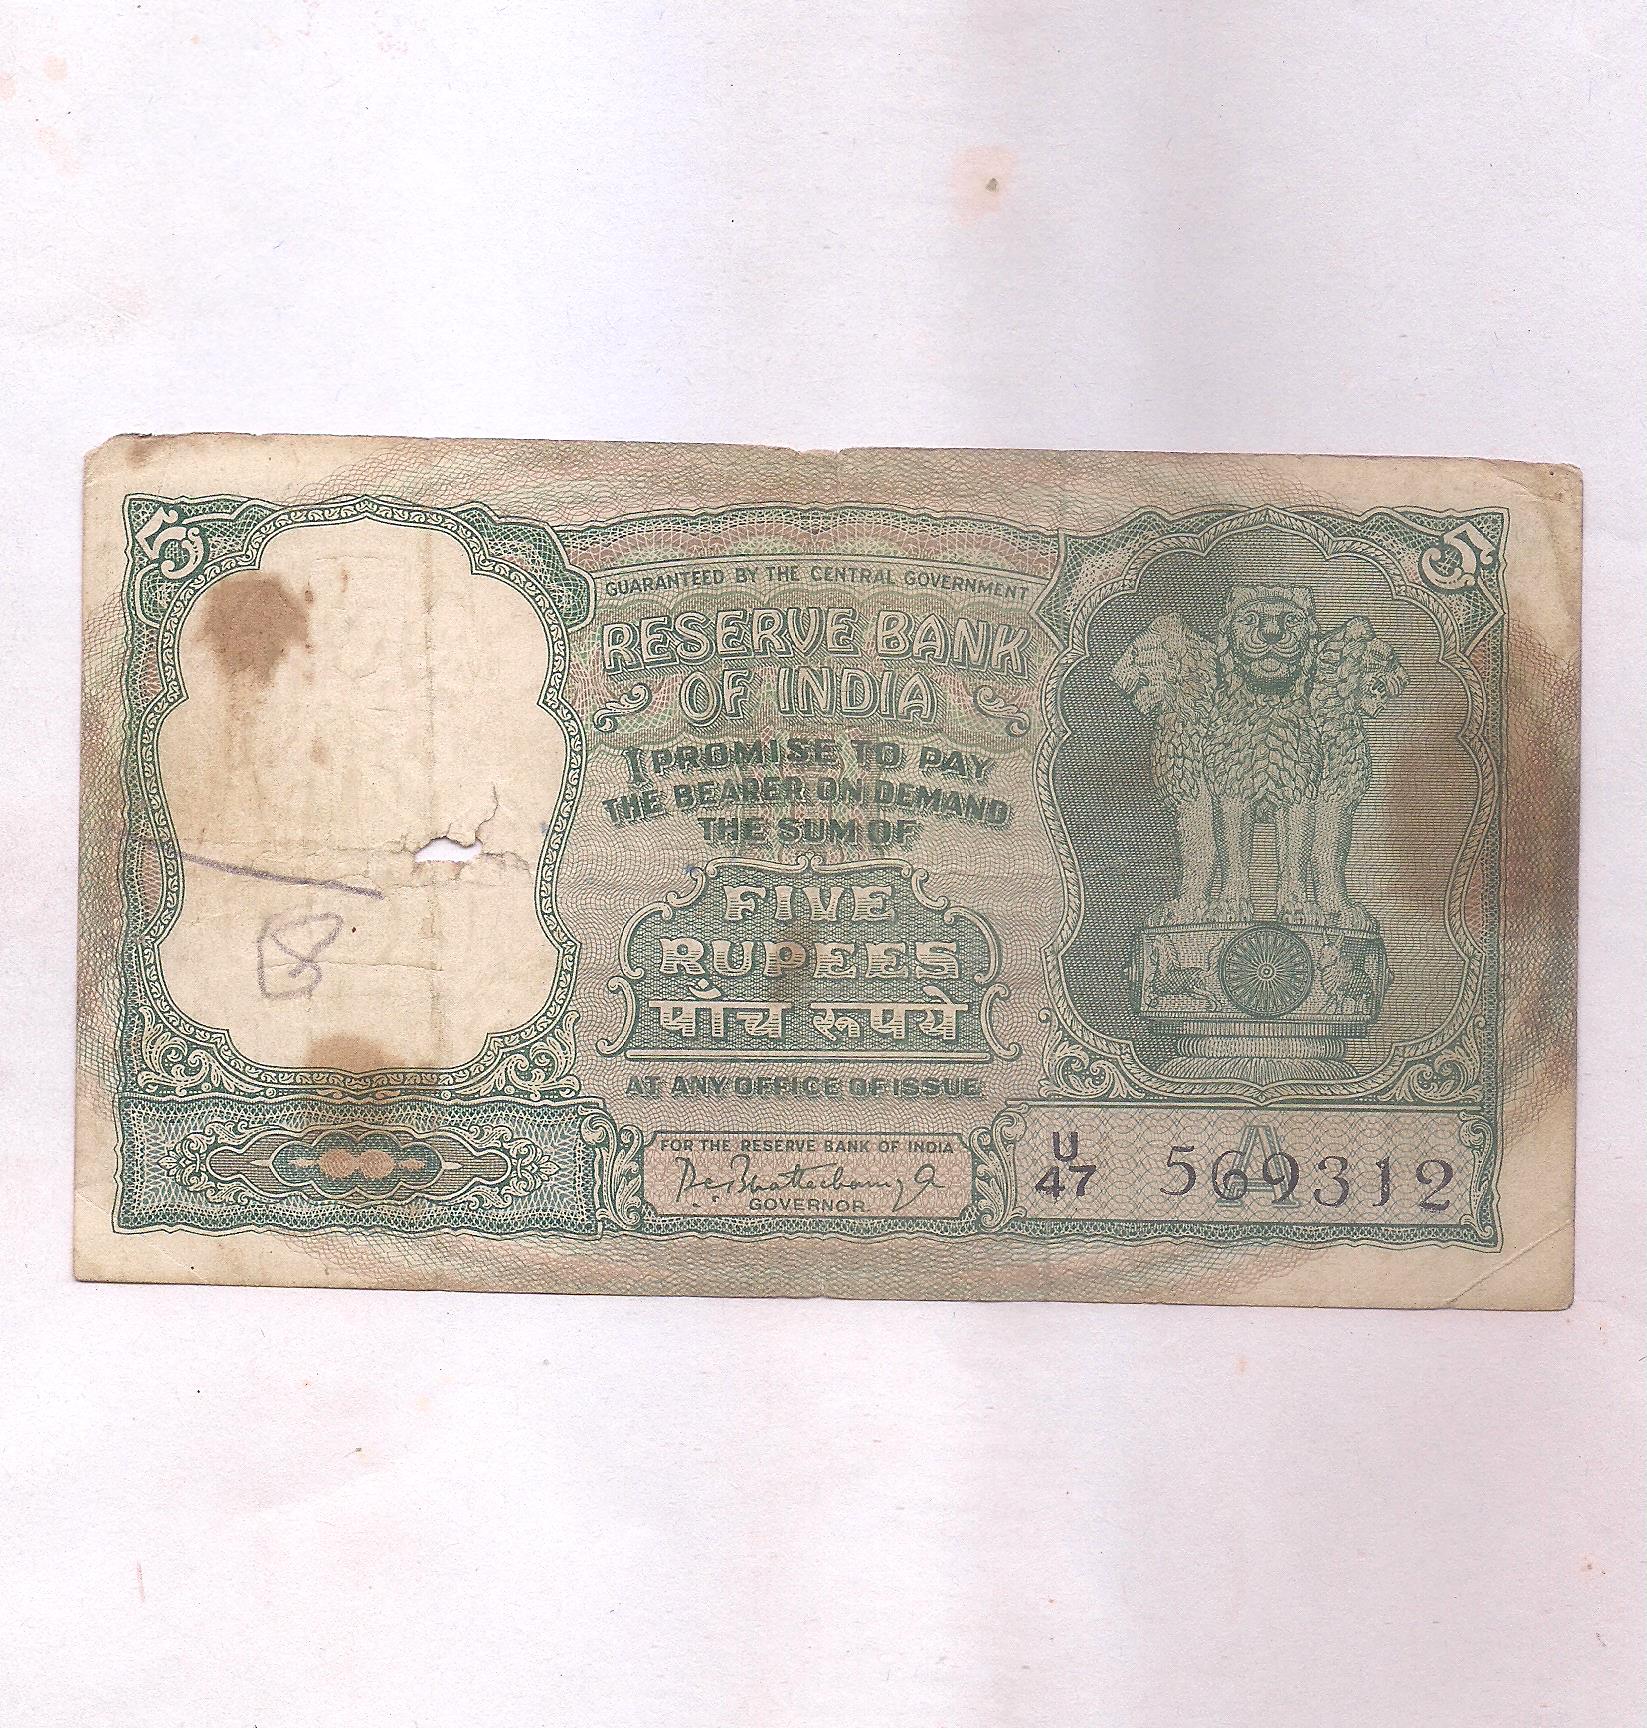 5
5
GUARANTEED BY THE CENTRAL GOVERNMENT
RESERVE BANK
OF INDIA
I PROMISE TO PAY
THE BEARER ON DEMAND
THE SUM OF
FIVE
RUPEES
पाँच रूपये
AT ANY OFFICE OF ISSUE
8
FOR THE RESERVE BANK OF INDIA
P.C. Bhattacharyya
GOVERNOR.
U
47
A
569312